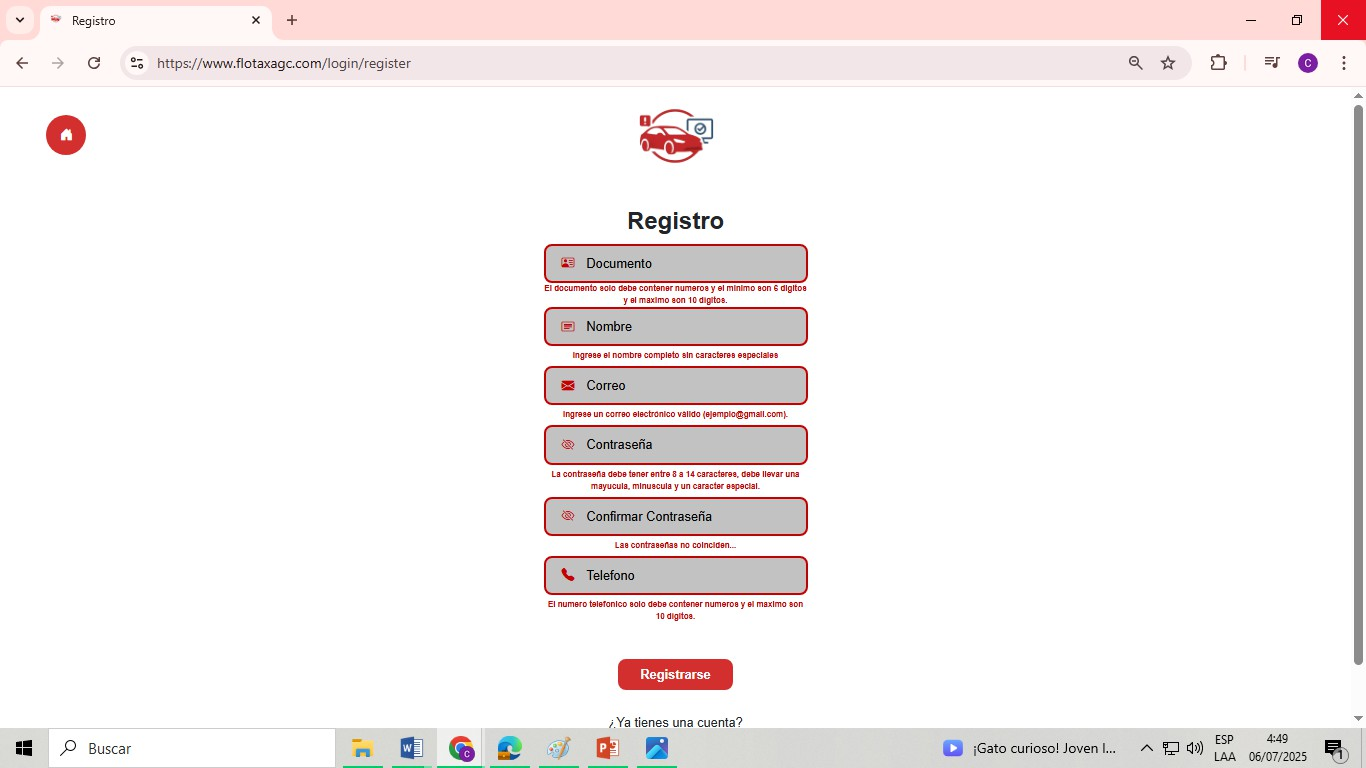 Registro
https://www.flotaxagc.com/login/register
C
Registro
Documento
El documento solo debe contener numeros y el minimo son 6 digitos
y el maximo son 10 digitos.
Nombre
Ingrese el nombre completo sin caracteres especiales
Correo
Ingrese un correo electrónico válido (ejemplo@gmail.com).
Contraseña
La contraseña debe tener entre 8 a 14 caracteres, debe llevar una
mayucula, minuscula y un caracter especial.
Confirmar Contraseña
Las contraseñas no coinciden...
Telefono
El numero telefonico solo debe contener numeros y el maximo son
10 digitos.
Registrarse
¿Ya tienes una cuenta?
Buscar
¡Gato curioso! Joven l...
ESP
LAA
4:49
06/07/2025
1